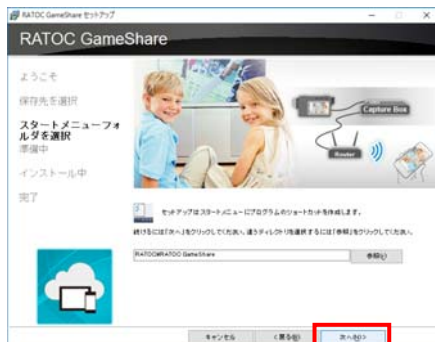 RATOC GameShare セットアップ
RATOC GameShare
ようこそ
保存先を選択
スタートメニューフォ
ルダを選択
準備中
インストール中
完了
Capture Box
Router
セットアップはスタートメニューにプログラムのショートカットを作成します。
続けるには「次へ」をクリックしてください。違うディレクトリを選択するには「参照」をクリックしてください。
RATOC¥RATOC GameShare
参照(R)
キャンセル
< 戻る(B)
次へ(N) >